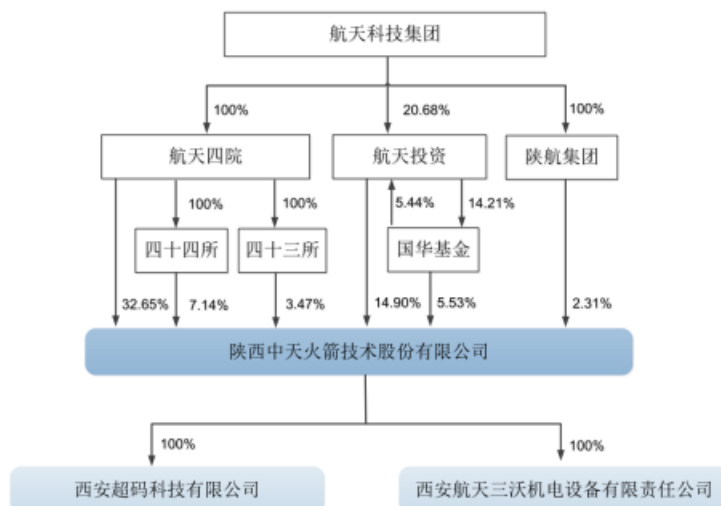 航天科技集团
100%
20.68%
100%
航天四院
航天投资
陕航集团
100%
100%
5.44%
14.21%
四十四所
四十三所
国华基金
32.65%
7.14%
3.47%
14.90%
5.53%
2.31%
陕西中天火箭技术股份有限公司
100%
100%
西安超码科技有限公司
西安航天三沃机电设备有限责任公司